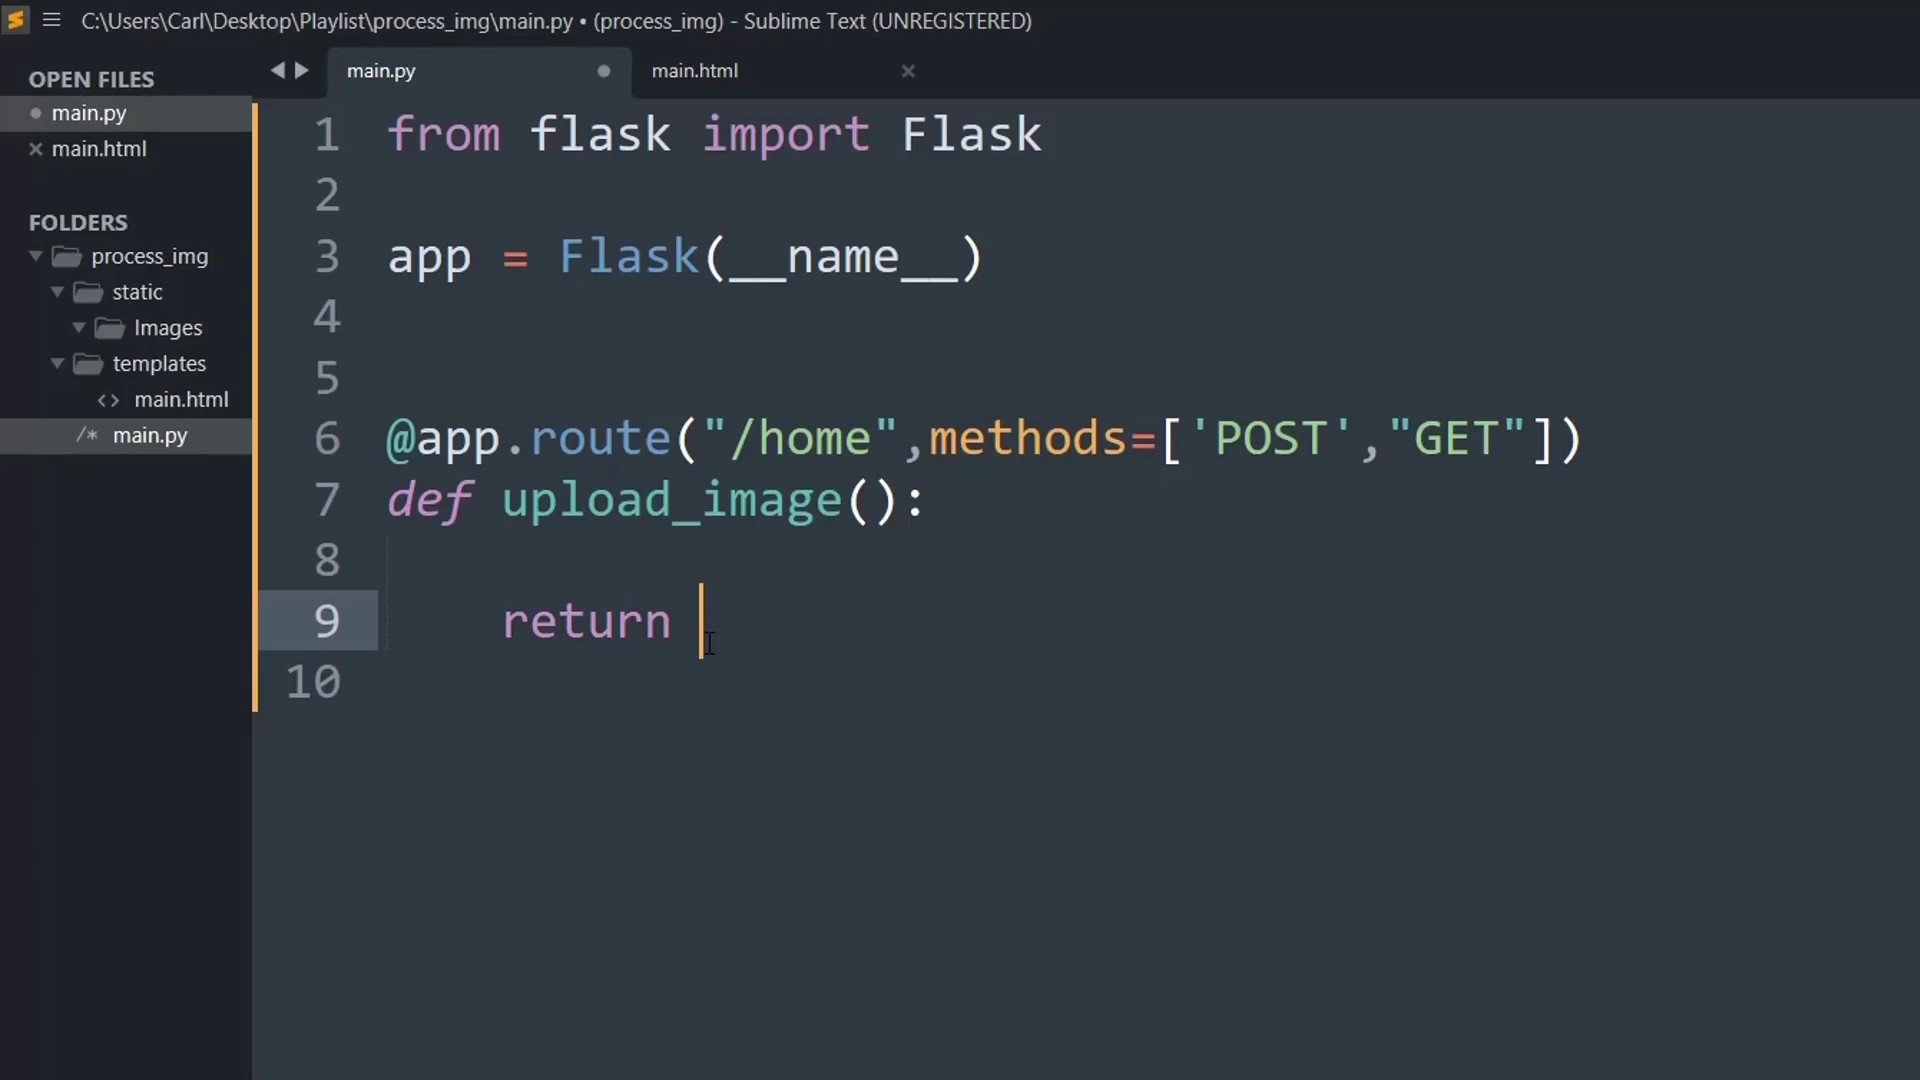 C:\Users\Carl\Desktop\Playlist\process_img\main.py • (process_img) - Sublime Text (UNREGISTERED)
OPEN FILES
main.py
main.html
FOLDERS
process_img
static
Images
templates
<> main.html
/* main.py
main.py
main.html
1 from flask import Flask
2
3 app = Flask(__name__)
4
5
6 @app.route("/home",methods=['POST',"GET"])
7 def upload_image():
8
9 return
10